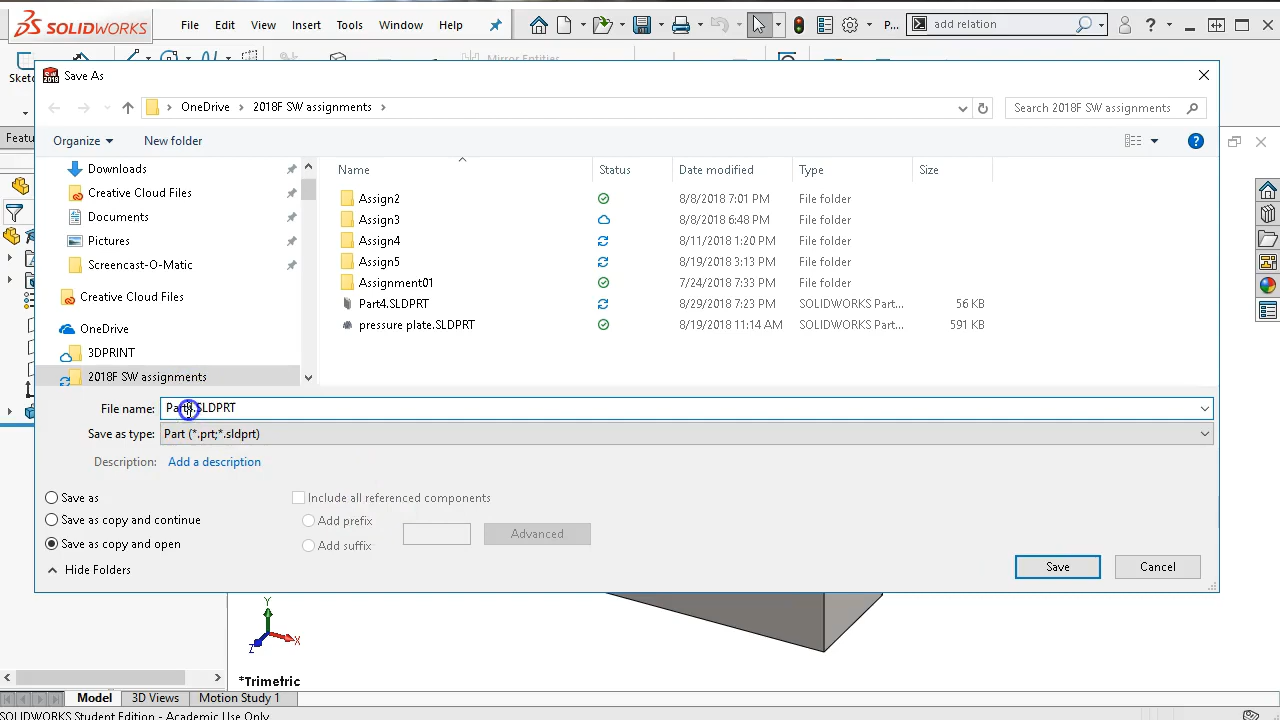 SOLIDWORKS File Edit View Insert Tools Window Help P... add relation
Mirror Entities
Save As
OneDrive 2018F SW assignments Search 2018F SW assignments
Organize New folder
Featu
Name Status Date modified Type Size
Downloads
Creative Cloud Files
Documents
Pictures
Screencast-O-Matic
Creative Cloud Files
OneDrive
3DPRINT
2018F SW assignments
Assign2 8/8/2018 7:01 PM File folder
Assign3 8/8/2018 6:48 PM File folder
Assign4 8/11/2018 1:20 PM File folder
Assign5 8/19/2018 3:13 PM File folder
Assignment01 7/24/2018 7:33 PM File folder
Part4.SLDPRT 8/29/2018 7:23 PM SOLIDWORKS Part... 56 KB
pressure plate.SLDPRT 8/19/2018 11:14 AM SOLIDWORKS Part... 591 KB
File name:
Save as type: Part (*.prt;*.sldprt)
Description: Add a description
Save as
Save as copy and continue
Save as copy and open
Include all referenced components
Add prefix
Add suffix
Advanced
Hide Folders
Save Cancel
Y
X
Z
*Trimetric
Model 3D Views Motion Study 1
SOLIDWORKS Student Edition - Academic Use Only